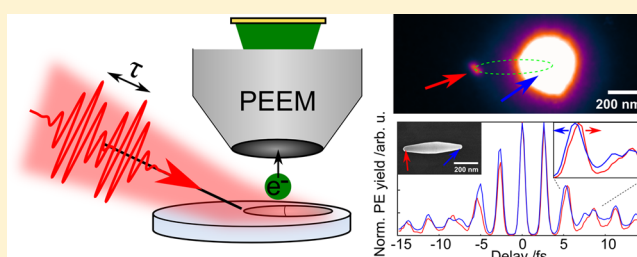 τ
PEEM
e-
200 nm
200 nm
Norm. PE yield /arb. u.
-15 -10 -5 0 5 10
Delay /fs